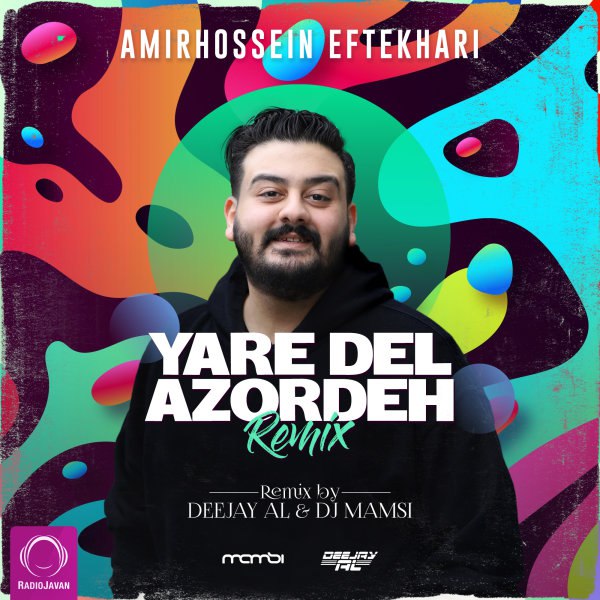 AMIRHOSSEIN EFTEKHARI
YARE DEL
AZORDEH
Remix
Remix by
DEEJAY AL & DJ MAMSI
mambi
DEEJAY
AL
RADIOJAVAN